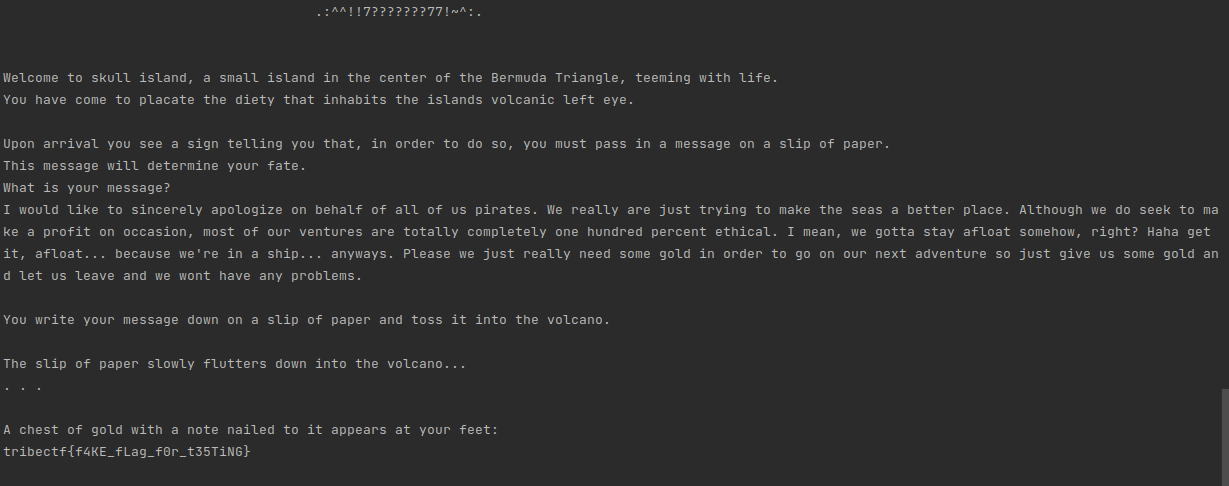 .:^^!!7???????77!~^:.
Welcome to skull island, a small island in the center of the Bermuda Triangle, teeming with life.
You have come to placate the diety that inhabits the islands volcanic left eye.
Upon arrival you see a sign telling you that, in order to do so, you must pass in a message on a slip of paper.
This message will determine your fate.
What is your message?
I would like to sincerely apologize on behalf of all of us pirates. We really are just trying to make the seas a better place. Although we do seek to ma
ke a profit on occasion, most of our ventures are totally completely one hundred percent ethical. I mean, we gotta stay afloat somehow, right? Haha get
it, afloat... because we're in a ship... anyways. Please we just really need some gold in order to go on our next adventure so just give us some gold an
d let us leave and we wont have any problems.
You write your message down on a slip of paper and toss it into the volcano.
The slip of paper slowly flutters down into the volcano...
. . .
A chest of gold with a note nailed to it appears at your feet:
tribectf{f4KE_fLag_f0r_t35TiNG}